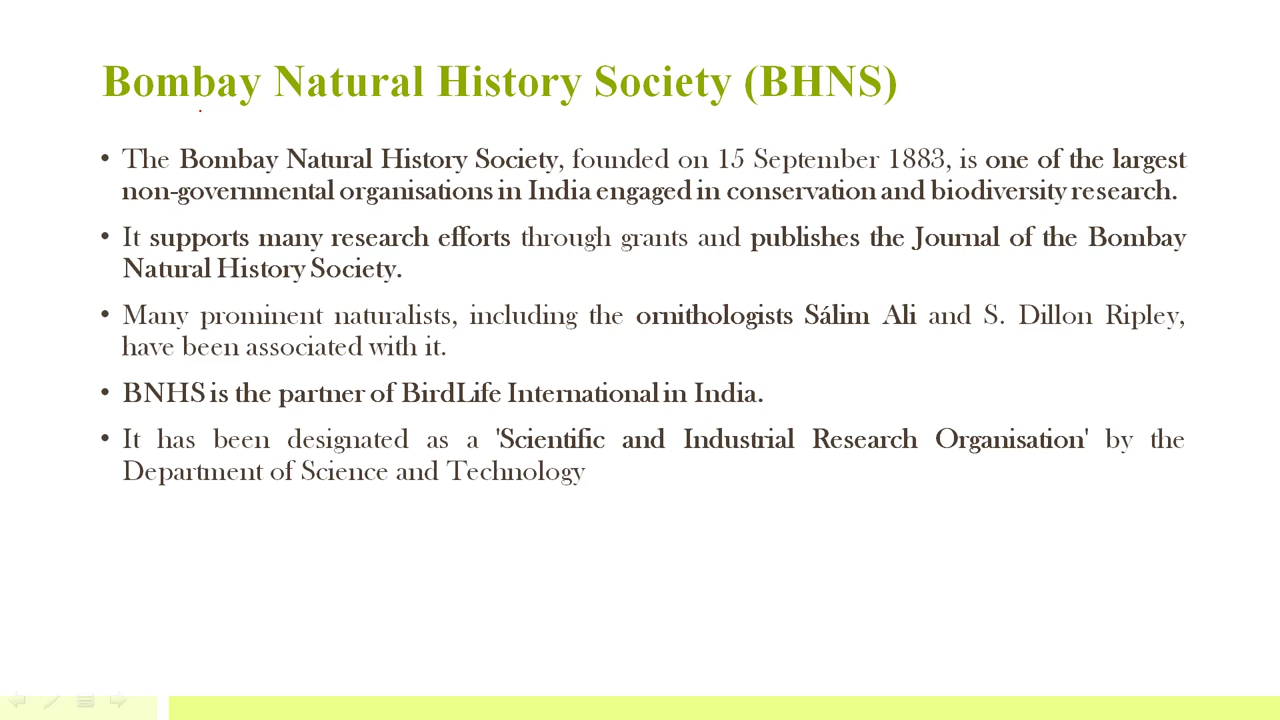 Bombay Natural History Society (BHNS)
• The Bombay Natural History Society, founded on 15 September 1883, is one of the largest
non-governmental organisations in India engaged in conservation and biodiversity research.
• It supports many research efforts through grants and publishes the Journal of the Bombay
Natural History Society.
• Many prominent naturalists, including the ornithologists Sálim Ali and S. Dillon Ripley,
have been associated with it.
• BNHS is the partner of BirdLife International in India.
• It has been designated as a 'Scientific and Industrial Research Organisation' by the
Department of Science and Technology